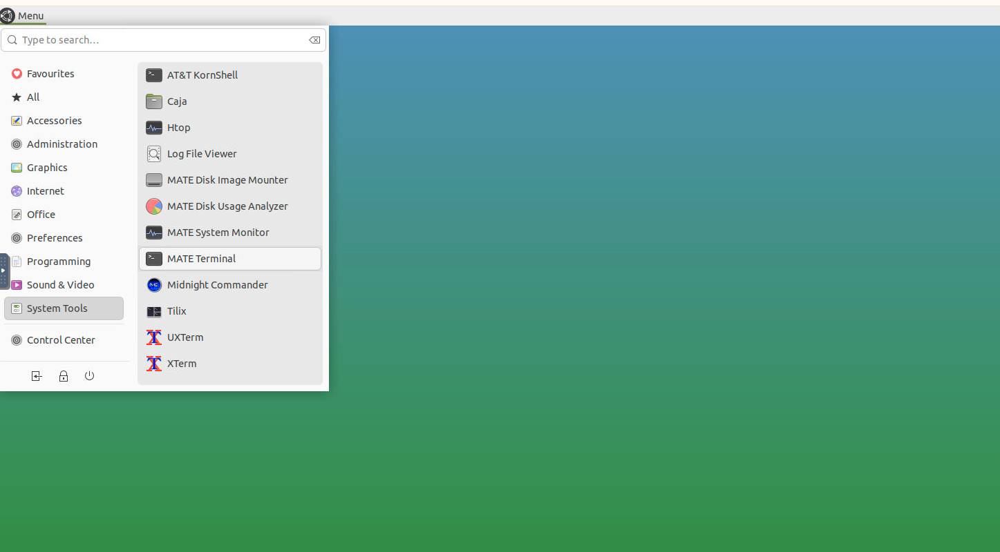 Menu
Type to search...
Favourites
All
Accessories
Administration
Graphics
Internet
Office
Preferences
Programming
Sound & Video
System Tools
Control Center
AT&T KornShell
Caja
Htop
Log File Viewer
MATE Disk Image Mounter
MATE Disk Usage Analyzer
MATE System Monitor
MATE Terminal
Midnight Commander
Tilix
UXTerm
XTerm